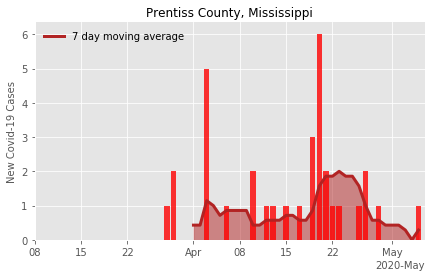 Prentiss County, Mississippi
7 day moving average
New Covid-19 Cases
6
5
4
3
2
1
0
08 15 22 Apr 08 15 22 May
2020-May